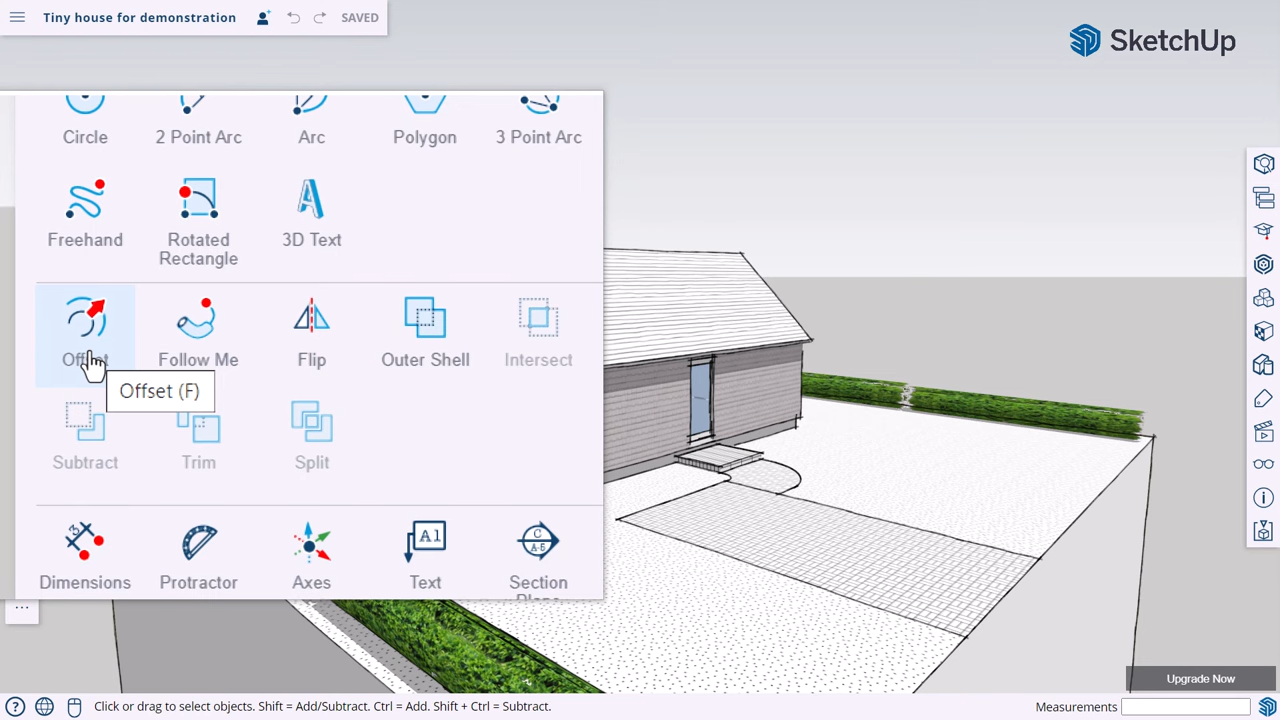 Tiny house for demonstration
SAVED
SketchUp
Circle
2 Point Arc
Arc
Polygon
3 Point Arc
Freehand
Rotated
Rectangle
3D Text
Offset
Follow Me
Flip
Outer Shell
Intersect
Offset (F)
Subtract
Trim
Split
A1
C
A-6
Dimensions
Protractor
Axes
Text
Section
Plane
Upgrade Now
Click or drag to select objects. Shift = Add/Subtract. Ctrl = Add. Shift + Ctrl = Subtract.
Measurements